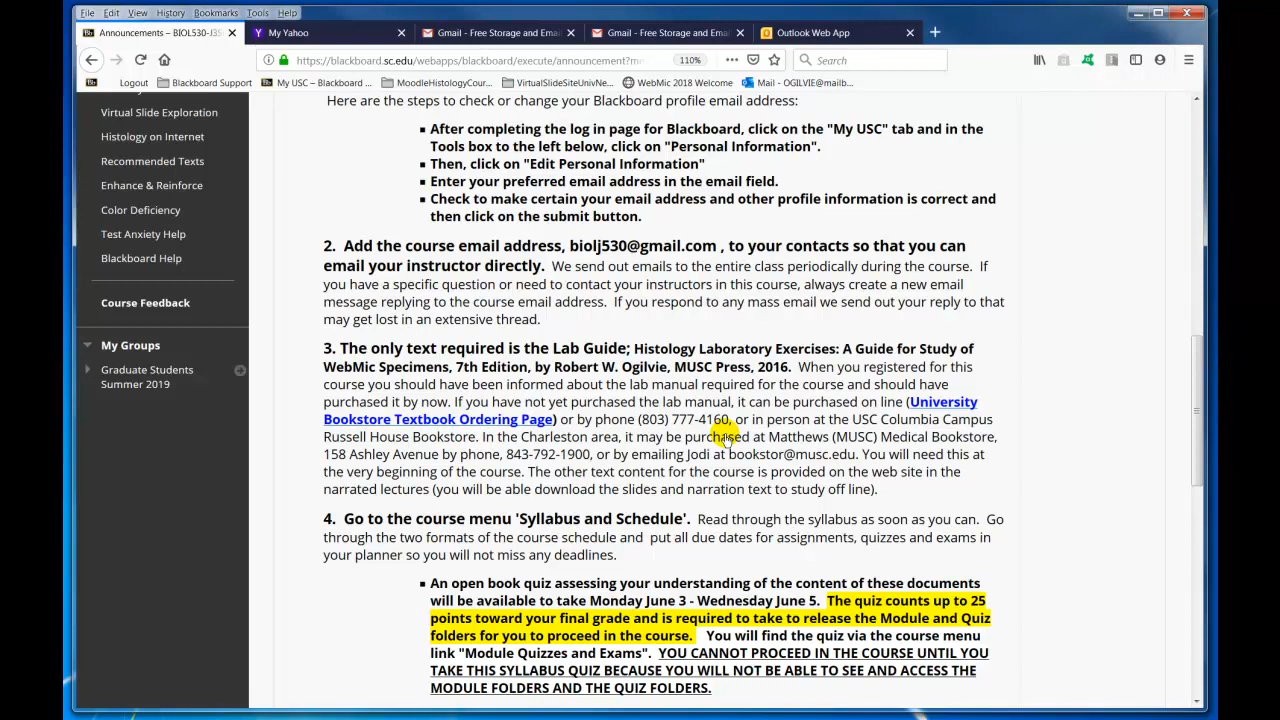 File Edit View History Bookmarks Tools Help
Announcements – BIOL530-J3S
My Yahoo
Gmail - Free Storage and Emai
Gmail - Free Storage and Emai
Outlook Web App
https://blackboard.sc.edu/webapps/blackboard/execute/announcement?m
110%
Search
Logout
Blackboard Support
My USC – Blackboard ...
MoodleHistologyCour...
VirtualSlideSiteUnivNe...
WebMic 2018 Welcome
Mail - OGILVIE@mailb...
Virtual Slide Exploration
Histology on Internet
Recommended Texts
Enhance & Reinforce
Color Deficiency
Test Anxiety Help
Blackboard Help
Course Feedback
My Groups
Graduate Students
Summer 2019
Here are the steps to check or change your Blackboard profile email address:
▪ After completing the log in page for Blackboard, click on the "My USC" tab and in the
Tools box to the left below, click on "Personal Information".
▪ Then, click on "Edit Personal Information"
▪ Enter your preferred email address in the email field.
▪ Check to make certain your email address and other profile information is correct and
then click on the submit button.
2. Add the course email address, biolj530@gmail.com , to your contacts so that you can
email your instructor directly. We send out emails to the entire class periodically during the course. If
you have a specific question or need to contact your instructors in this course, always create a new email
message replying to the course email address. If you respond to any mass email we send out your reply to that
may get lost in an extensive thread.
3. The only text required is the Lab Guide; Histology Laboratory Exercises: A Guide for Study of
WebMic Specimens, 7th Edition, by Robert W. Ogilvie, MUSC Press, 2016. When you registered for this
course you should have been informed about the lab manual required for the course and should have
purchased it by now. If you have not yet purchased the lab manual, it can be purchased on line (University
Bookstore Textbook Ordering Page) or by phone (803) 777-4160, or in person at the USC Columbia Campus
Russell House Bookstore. In the Charleston area, it may be purchased at Matthews (MUSC) Medical Bookstore,
158 Ashley Avenue by phone, 843-792-1900, or by emailing Jodi at bookstor@musc.edu. You will need this at
the very beginning of the course. The other text content for the course is provided on the web site in the
narrated lectures (you will be able download the slides and narration text to study off line).
4. Go to the course menu 'Syllabus and Schedule'. Read through the syllabus as soon as you can. Go
through the two formats of the course schedule and put all due dates for assignments, quizzes and exams in
your planner so you will not miss any deadlines.
▪ An open book quiz assessing your understanding of the content of these documents
will be available to take Monday June 3 - Wednesday June 5. The quiz counts up to 25
points toward your final grade and is required to take to release the Module and Quiz
folders for you to proceed in the course. You will find the quiz via the course menu
link "Module Quizzes and Exams". YOU CANNOT PROCEED IN THE COURSE UNTIL YOU
TAKE THIS SYLLABUS QUIZ BECAUSE YOU WILL NOT BE ABLE TO SEE AND ACCESS THE
MODULE FOLDERS AND THE QUIZ FOLDERS.